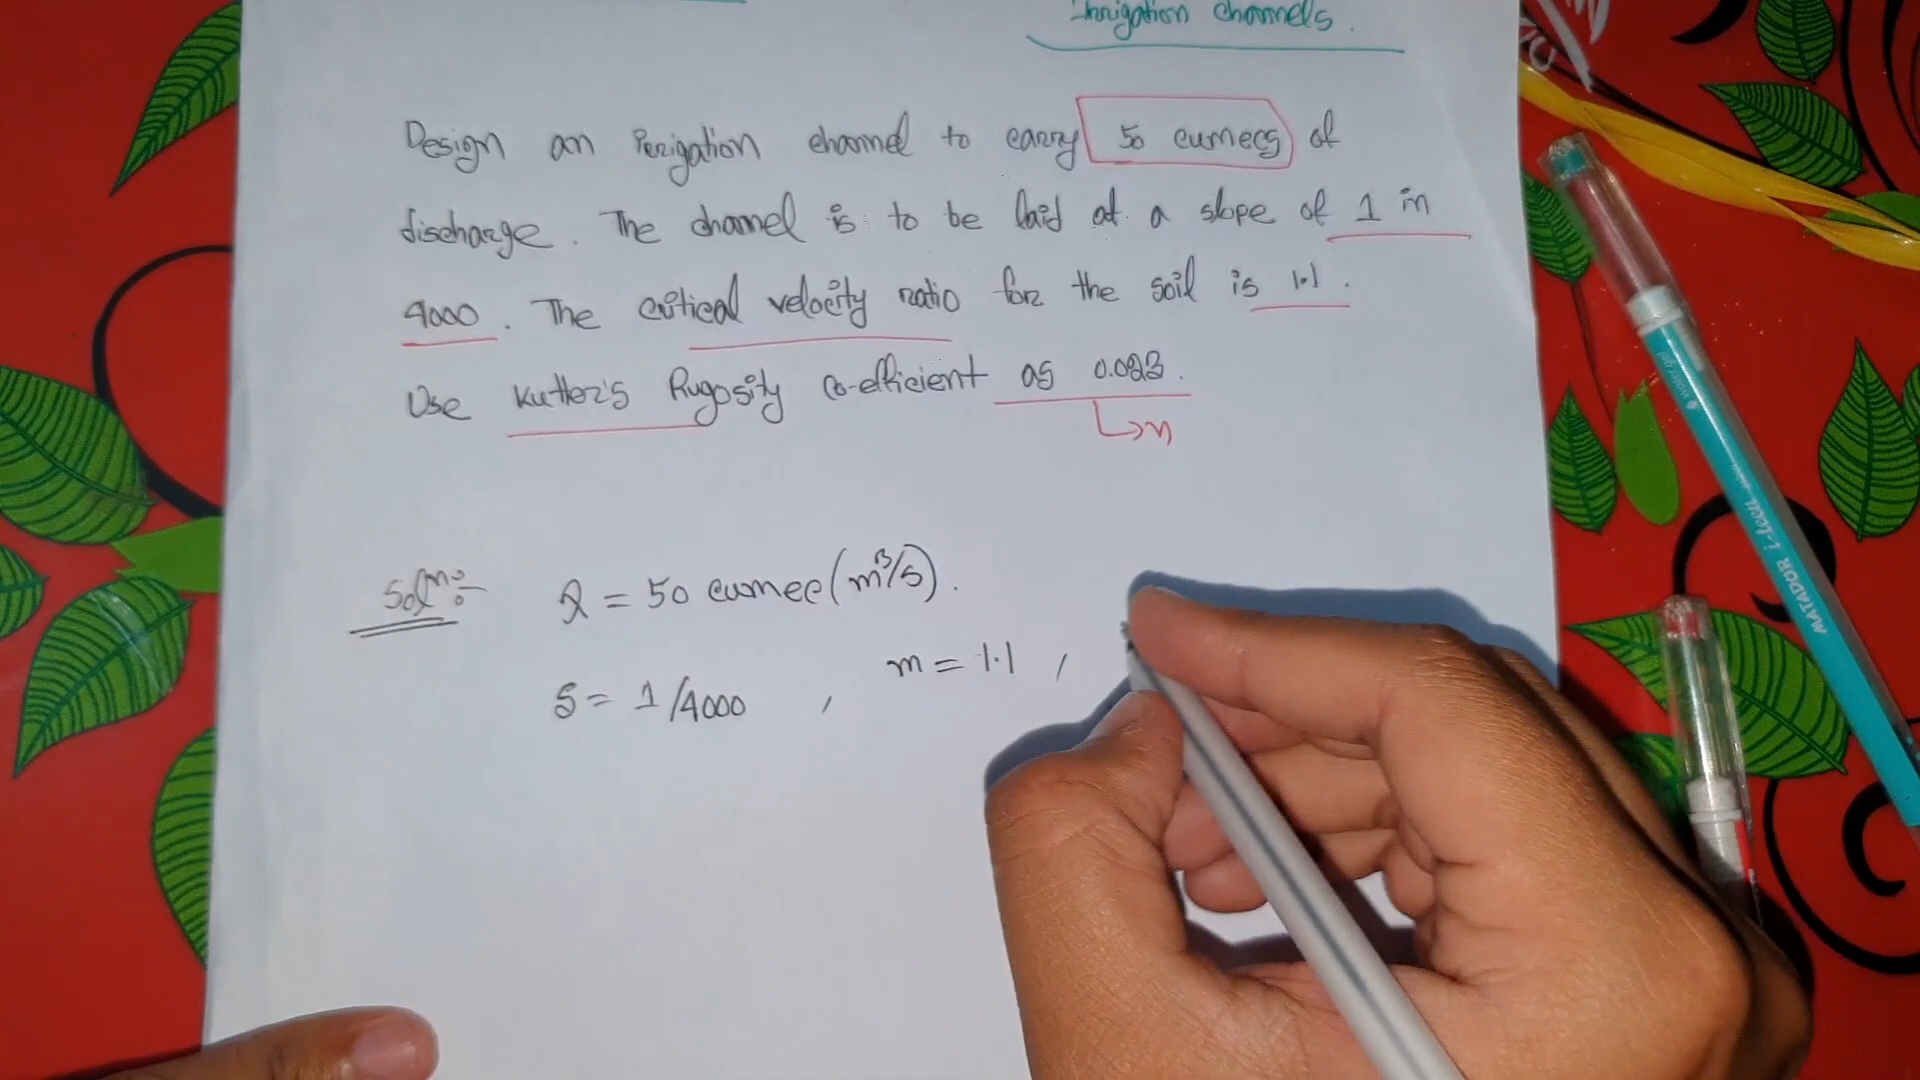 Irrigation channels.
Design an Irrigation channel to carry 50 cumecs of
discharge. The channel is to be laid at a slope of 1 in
4000. The critical velocity ratio for the soil is 1.1.
Use Kutter's Rugosity co-efficient as 0.023.
↳n
Solⁿ:-
Q = 50 cumec (m³/s).
S = 1/4000 , m = 1.1 ,
MATADOR i-teen